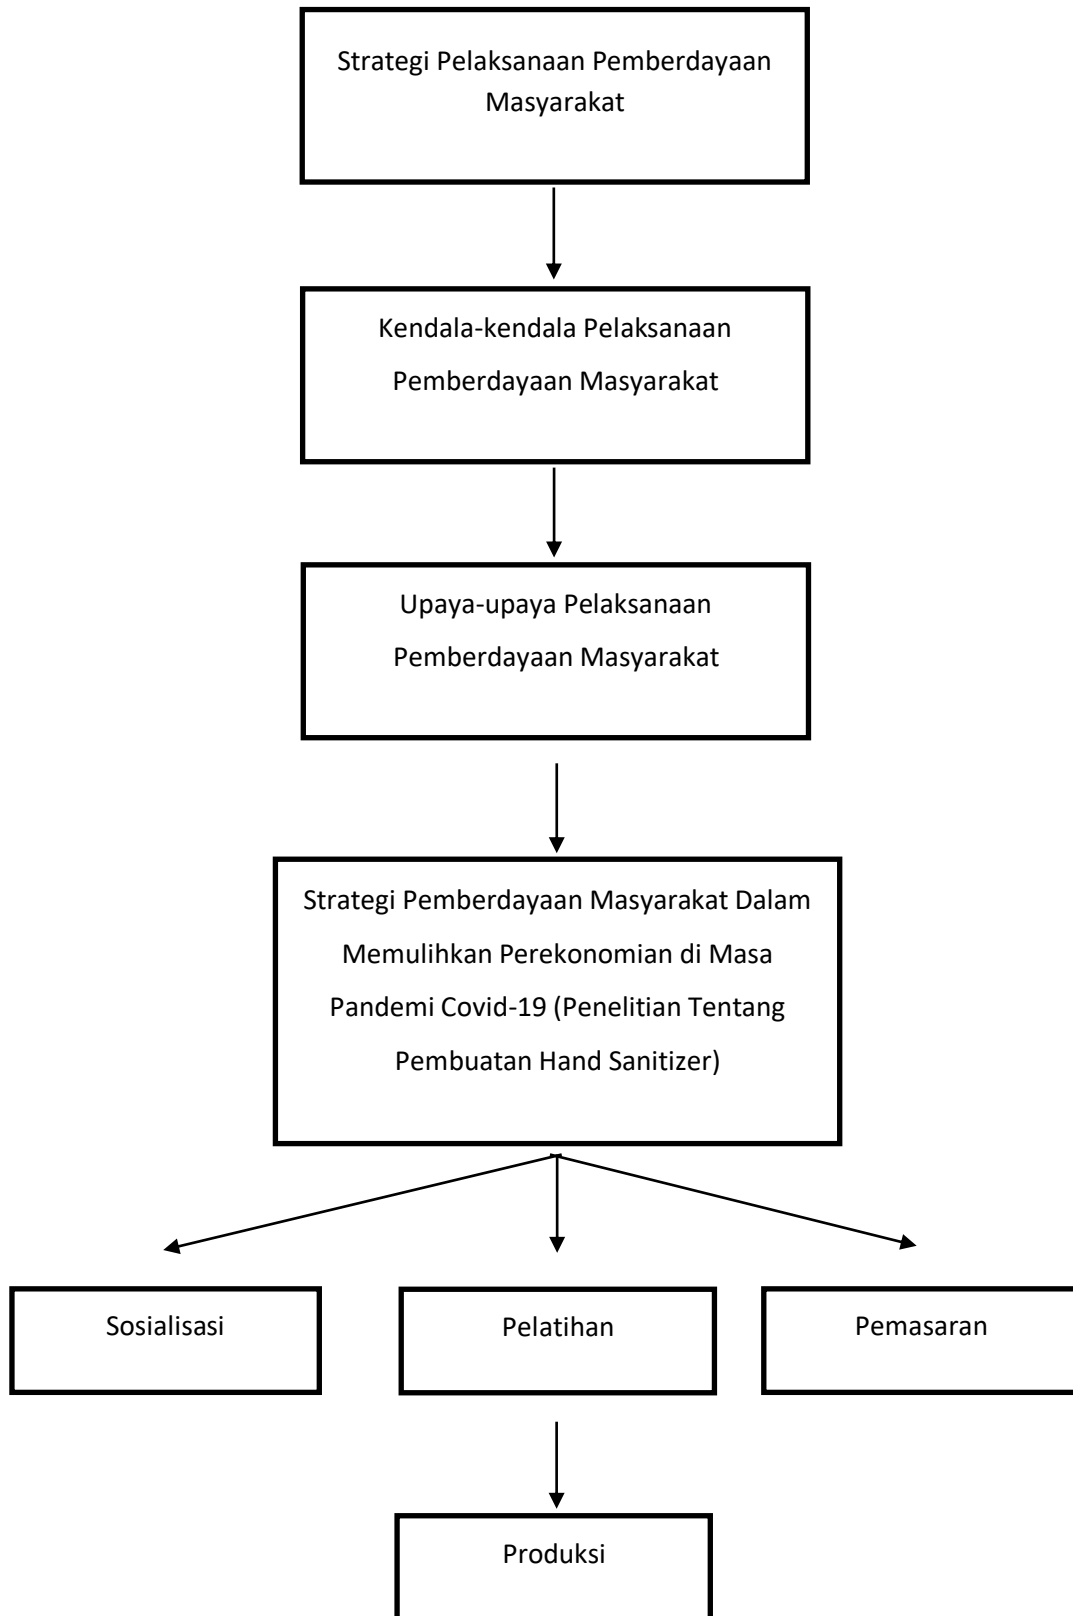 Strategi Pelaksanaan Pemberdayaan
Masyarakat
Kendala-kendala Pelaksanaan
Pemberdayaan Masyarakat
Upaya-upaya Pelaksanaan
Pemberdayaan Masyarakat
Strategi Pemberdayaan Masyarakat Dalam
Memulihkan Perekonomian di Masa
Pandemi Covid-19 (Penelitian Tentang
Pembuatan Hand Sanitizer)
Sosialisasi
Pelatihan
Pemasaran
Produksi